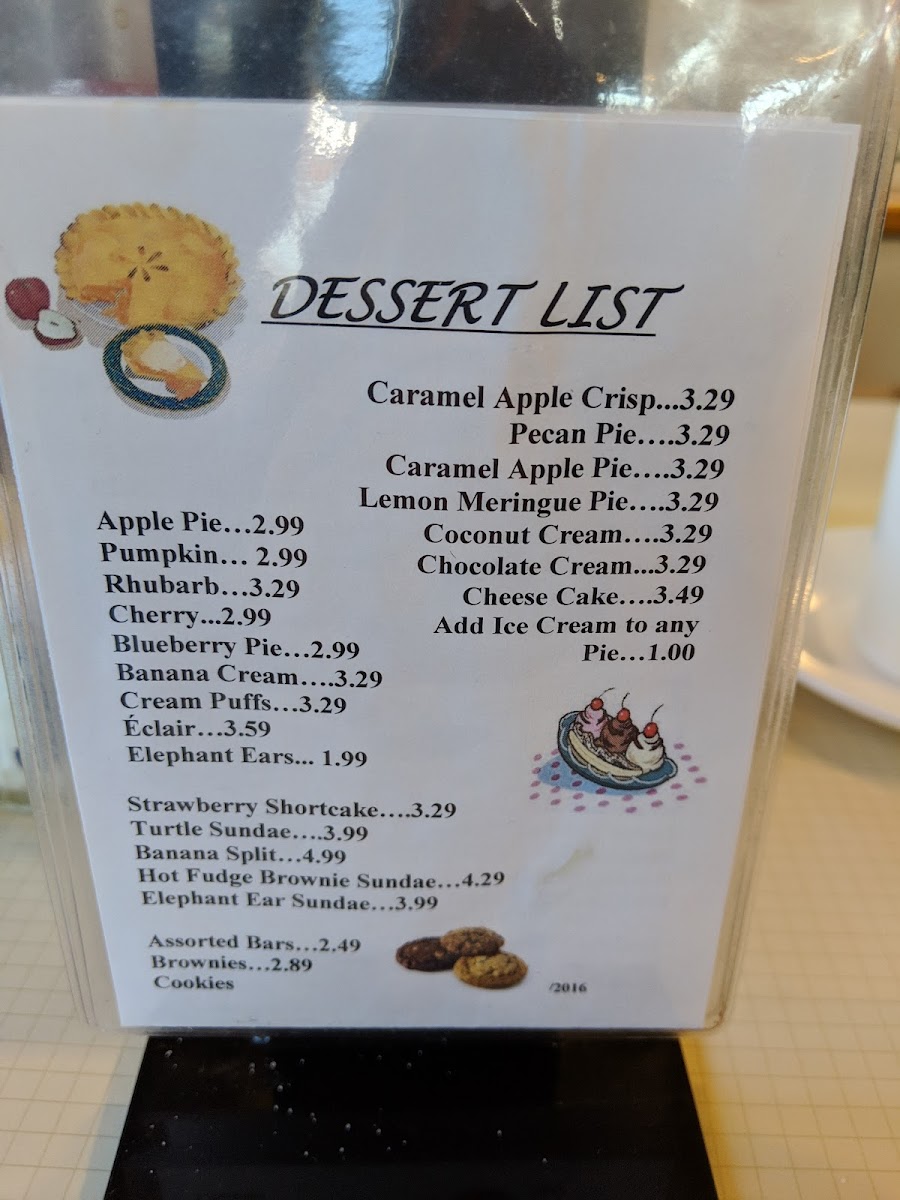 DESSERT LIST
Caramel Apple Crisp...3.29
Pecan Pie....3.29
Caramel Apple Pie....3.29
Lemon Meringue Pie....3.29
Coconut Cream....3.29
Chocolate Cream...3.29
Cheese Cake....3.49
Add Ice Cream to any
Pie...1.00
Apple Pie...2.99
Pumpkin... 2.99
Rhubarb...3.29
Cherry...2.99
Blueberry Pie...2.99
Banana Cream....3.29
Cream Puffs...3.29
Éclair...3.59
Elephant Ears... 1.99
Strawberry Shortcake....3.29
Turtle Sundae....3.99
Banana Split...4.99
Hot Fudge Brownie Sundae...4.29
Elephant Ear Sundae...3.99
Assorted Bars...2.49
Brownies...2.89
Cookies
/2016